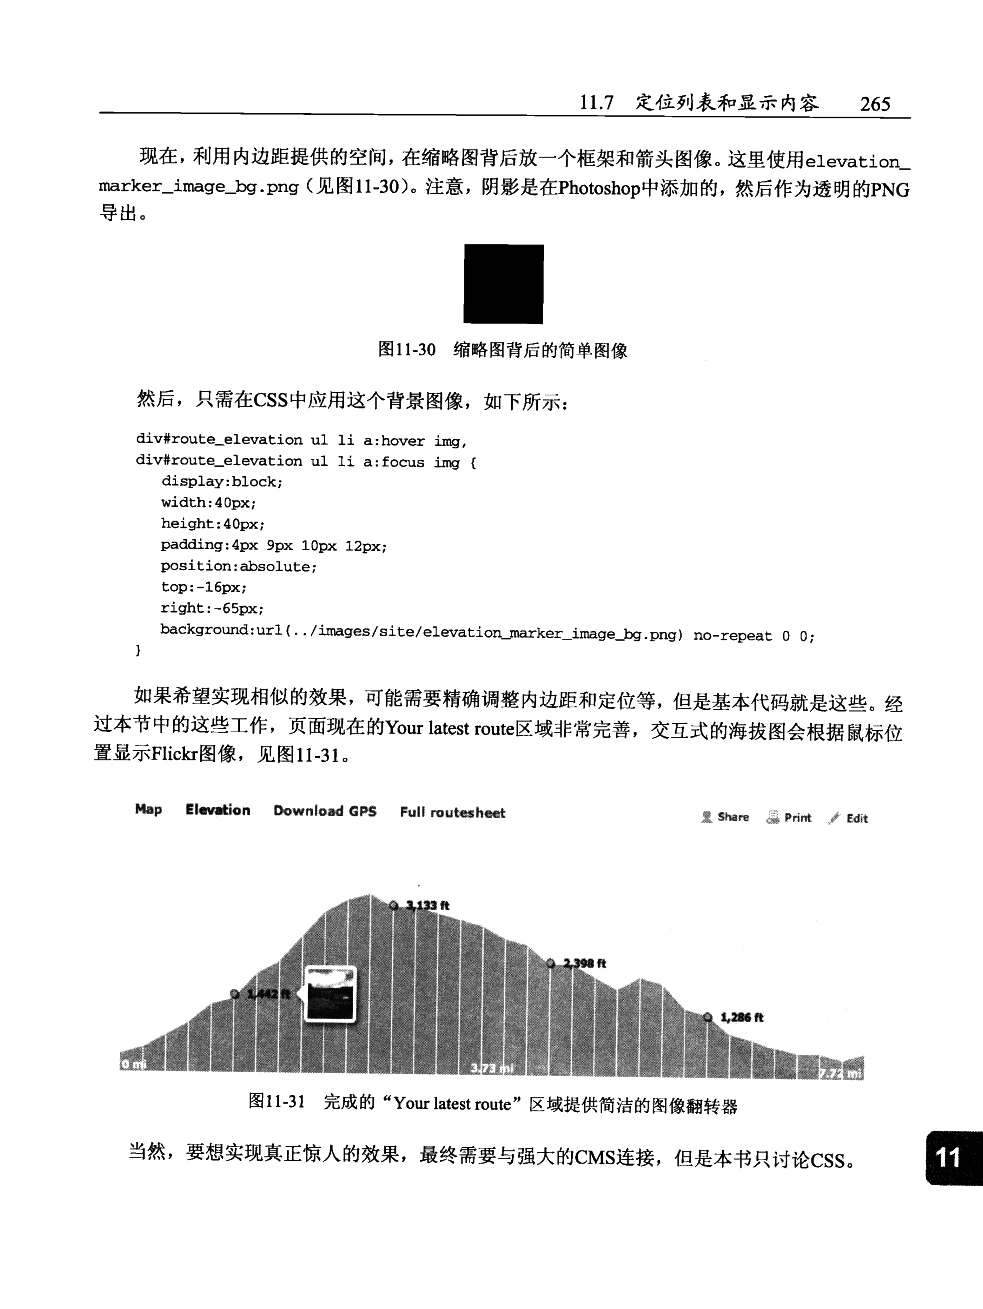 11.7 定位列表和显示内容 265
现在，利用内边距提供的空间，在缩略图背后放一个框架和箭头图像。这里使用elevation_
marker_image_bg.png（见图11-30）。注意，阴影是在Photoshop中添加的，然后作为透明的PNG
导出。
图11-30 缩略图背后的简单图像
然后，只需在CSS中应用这个背景图像，如下所示：
div#route_elevation ul li a:hover img,
div#route_elevation ul li a:focus img {
display:block;
width:40px;
height:40px;
padding:4px 9px 10px 12px;
position:absolute;
top:-16px;
right:-65px;
background:url(../images/site/elevation_marker_image_bg.png) no-repeat 0 0;
}
如果希望实现相似的效果，可能需要精确调整内边距和定位等，但是基本代码就是这些。经
过本节中的这些工作，页面现在的Your latest route区域非常完善，交互式的海拔图会根据鼠标位
置显示Flickr图像，见图11-31。
Map Elevation Download GPS Full routesheet Share Print Edit
3,133 ft
2,398 ft
1,442 ft
1,286 ft
0 mi 3.73 mi 7.72 mi
图11-31 完成的“Your latest route”区域提供简洁的图像翻转器
当然，要想实现真正惊人的效果，最终需要与强大的CMS连接，但是本书只讨论CSS。
11